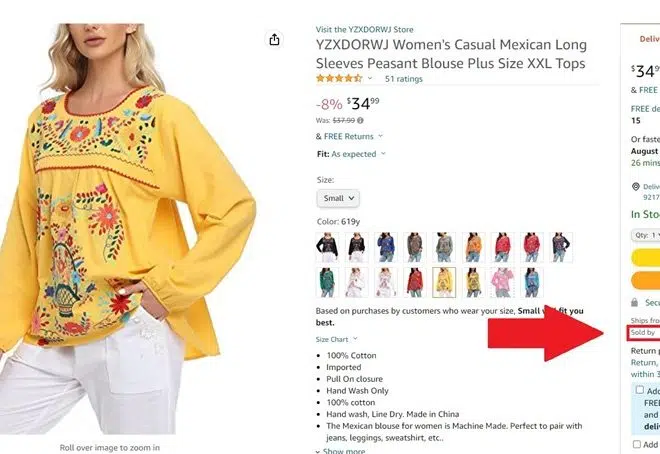 Visit the YZXDORWJ Store
YZXDORWJ Women's Casual Mexican Long
Sleeves Peasant Blouse Plus Size XXL Tops
51 ratings
-8% $34⁹⁹
Was: $37.99
& FREE Returns
Fit: As expected
Size:
Small
Color: 619y
Based on purchases by customers who wear your size, Small fit you
best.
Size Chart
100% Cotton
Imported
Pull On closure
Hand Wash Only
100% cotton
Hand wash, Line Dry. Made in China
The Mexican blouse for women is Machine Made. Perfect to pair with
jeans, leggings, sweatshirt, etc..
Show more
Roll over image to zoom in
Deliv
$34⁹⁹
& FREE
FREE de
15
Or faste
August
26 mins
Deliv
9217
In Sto
Qty: 1
Secu
Ships fro
Sold by
Return p
Return,
within 3
Add
FREE
and
deliv
Add